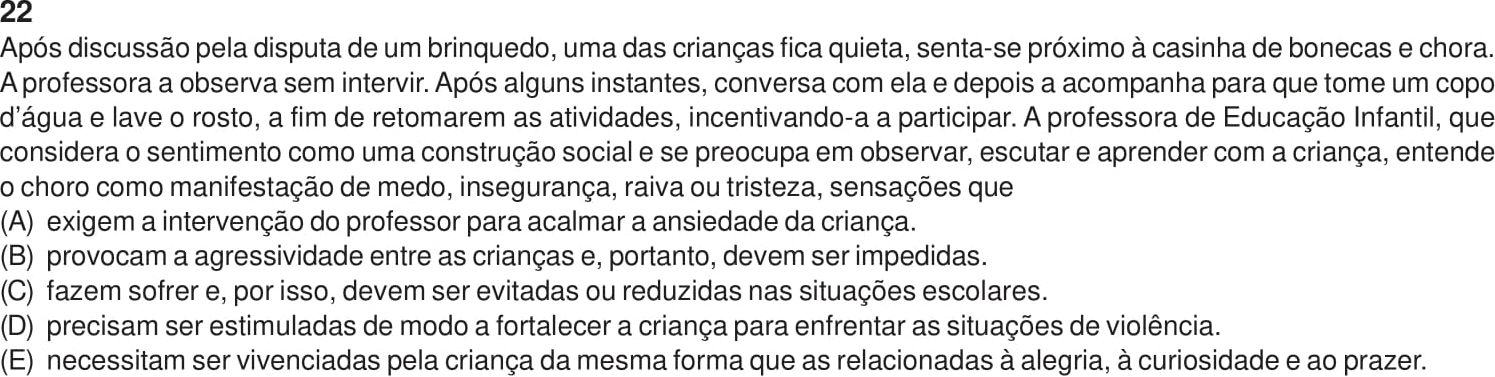 22
Após discussão pela disputa de um brinquedo, uma das crianças fica quieta, senta-se próximo à casinha de bonecas e chora.
A professora a observa sem intervir. Após alguns instantes, conversa com ela e depois a acompanha para que tome um copo
d’água e lave o rosto, a fim de retomarem as atividades, incentivando-a a participar. A professora de Educação Infantil, que
considera o sentimento como uma construção social e se preocupa em observar, escutar e aprender com a criança, entende
o choro como manifestação de medo, insegurança, raiva ou tristeza, sensações que
(A) exigem a intervenção do professor para acalmar a ansiedade da criança.
(B) provocam a agressividade entre as crianças e, portanto, devem ser impedidas.
(C) fazem sofrer e, por isso, devem ser evitadas ou reduzidas nas situações escolares.
(D) precisam ser estimuladas de modo a fortalecer a criança para enfrentar as situações de violência.
(E) necessitam ser vivenciadas pela criança da mesma forma que as relacionadas à alegria, à curiosidade e ao prazer.